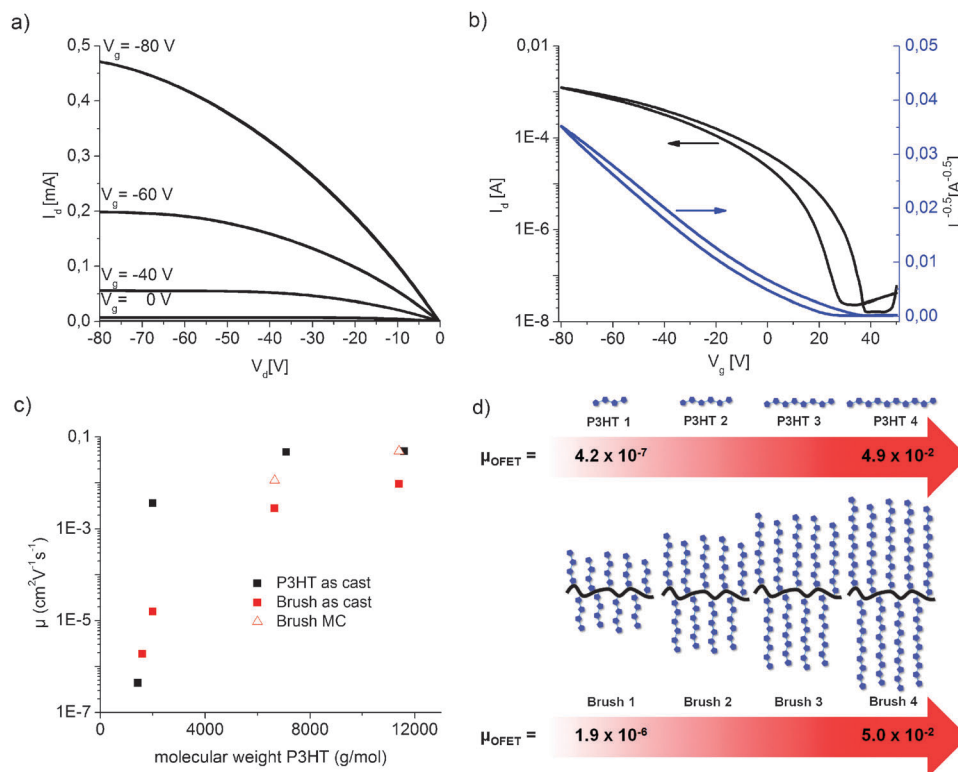 a)
V_g = -80 V
V_g = -60 V
V_g = -40 V
V_g = 0 V
0,5
0,4
0,3
0,2
0,1
0,0
I_d [mA]
-80 -70 -60 -50 -40 -30 -20 -10 0
V_d[V]
b)
0,01
1E-4
1E-6
1E-8
I_d [A]
0,05
0,04
0,03
0,02
0,01
0,00
I^-0.5[A^-0.5]
-80 -60 -40 -20 0 20 40
V_g [V]
c)
0,1
1E-3
1E-5
1E-7
μ (cm²V⁻¹s⁻¹)
P3HT as cast
Brush as cast
Brush MC
0 4000 8000 12000
molecular weight P3HT (g/mol)
d)
P3HT 1 P3HT 2 P3HT 3 P3HT 4
μ_OFET = 4.2 x 10⁻⁷ 4.9 x 10⁻²
Brush 1 Brush 2 Brush 3 Brush 4
μ_OFET = 1.9 x 10⁻⁶ 5.0 x 10⁻²